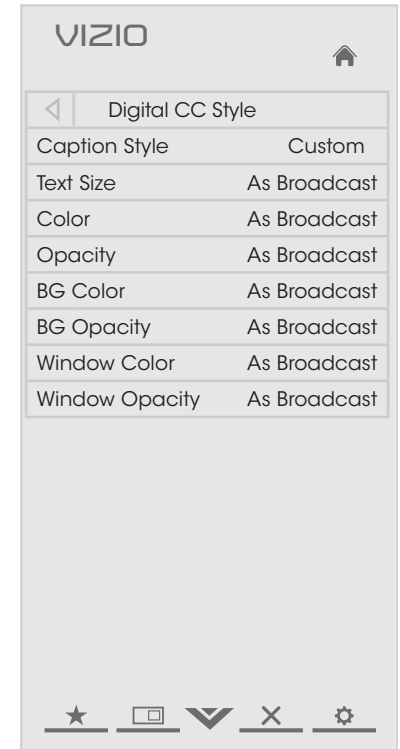 VIZIO
Digital CC Style
Caption Style Custom
Text Size As Broadcast
Color As Broadcast
Opacity As Broadcast
BG Color As Broadcast
BG Opacity As Broadcast
Window Color As Broadcast
Window Opacity As Broadcast